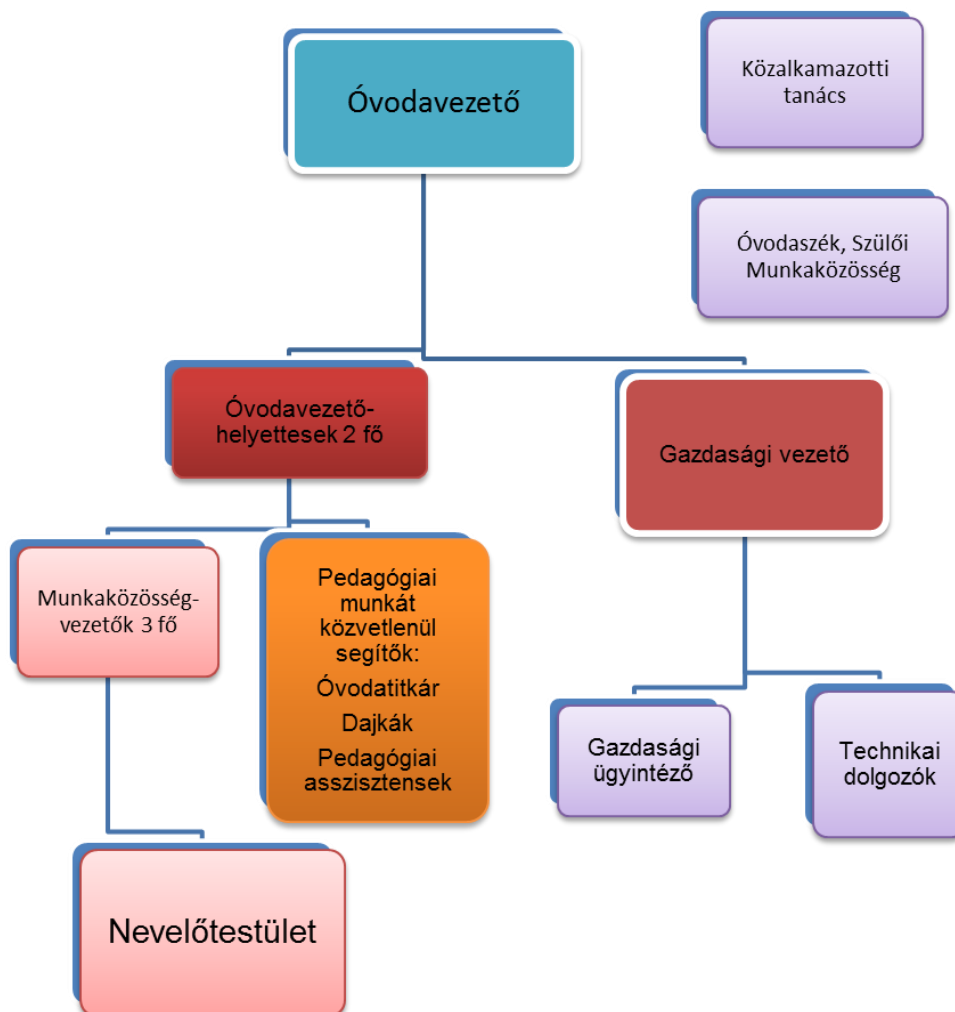 Óvodavezető
Közalkamazotti
tanács
Óvodaszék, Szülői
Munkaközösség
Óvodavezető-
helyettesek 2 fő
Gazdasági vezető
Munkaközösség-
vezetők 3 fő
Pedagógiai
munkát
közvetlenül
segítők:
Óvodatitkár
Dajkák
Pedagógiai
asszisztensek
Gazdasági
ügyintéző
Technikai
dolgozók
Nevelőtestület